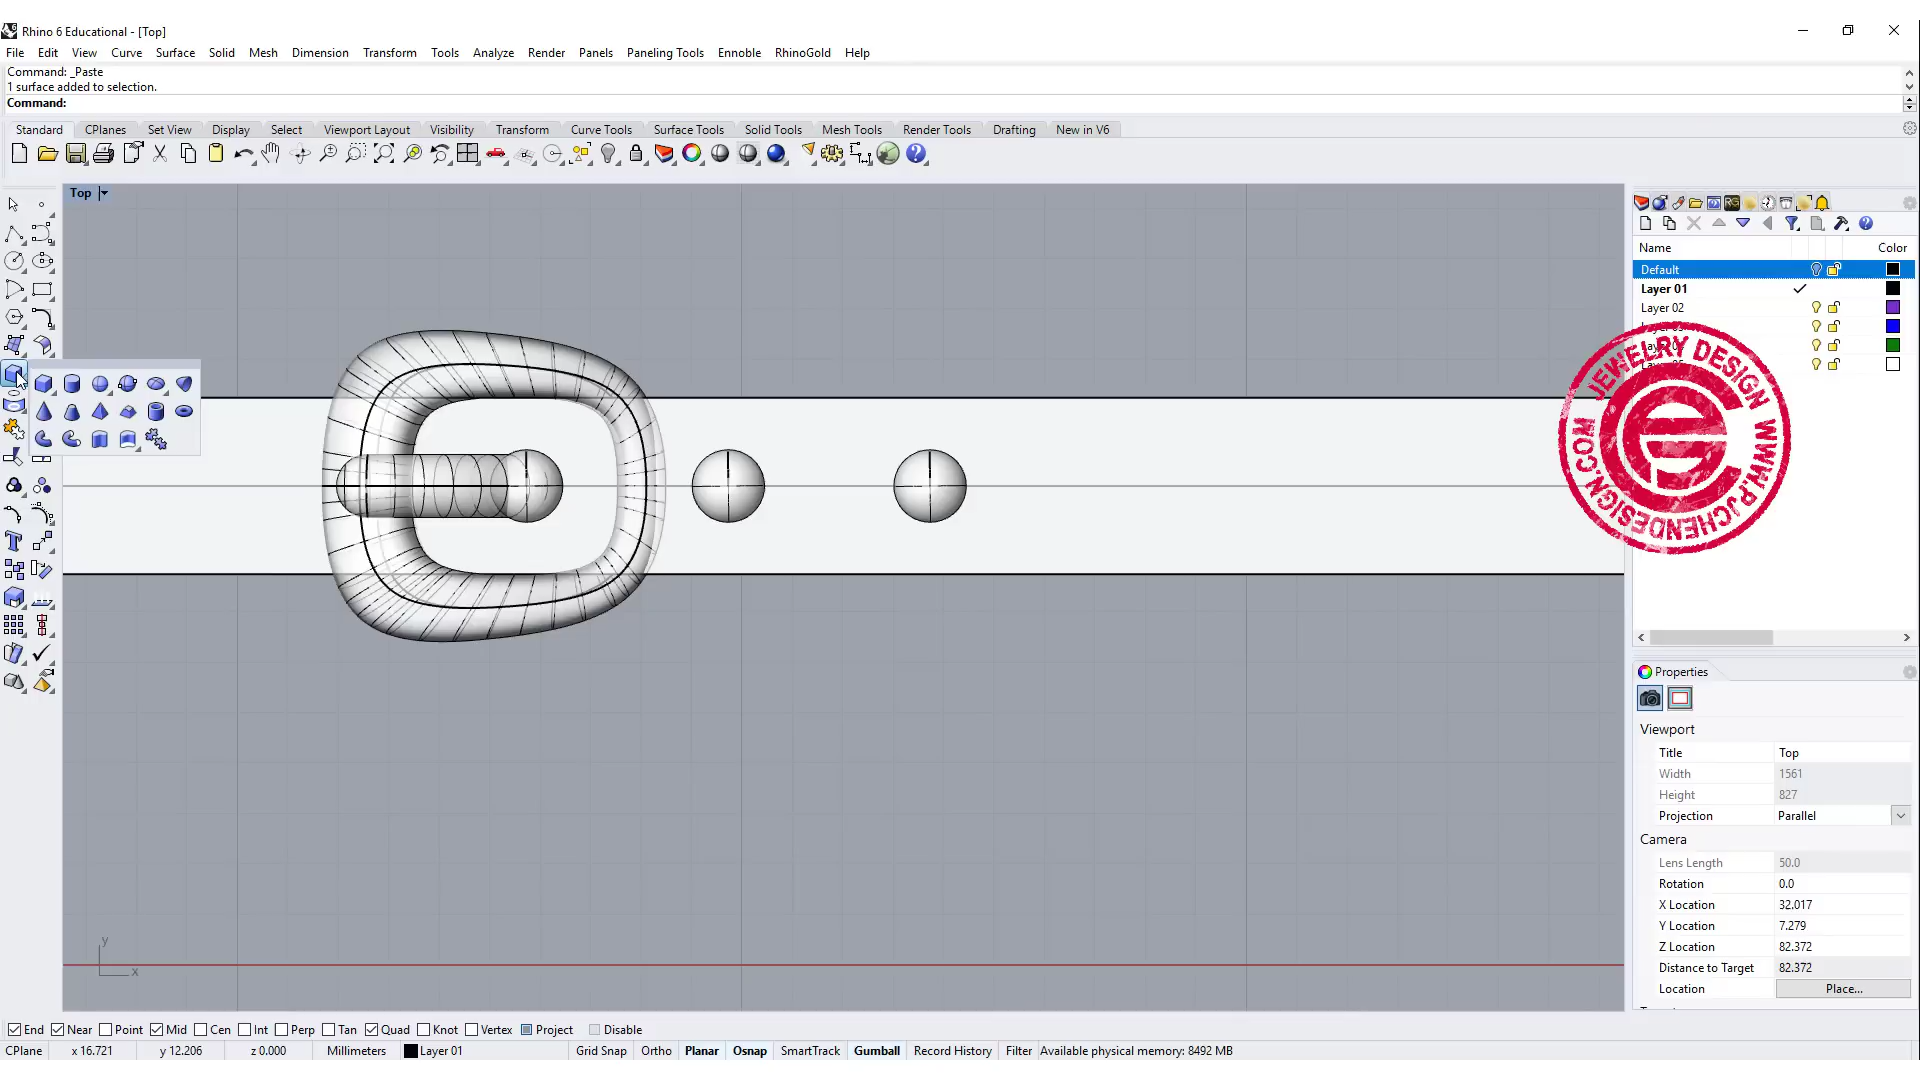 Rhino 6 Educational - [Top]
File Edit View Curve Surface Solid Mesh Dimension Transform Tools Analyze Render Panels Paneling Tools Ennoble RhinoGold Help
Command: _Paste
1 surface added to selection.
Command:
Standard CPlanes Set View Display Select Viewport Layout Visibility Transform Curve Tools Surface Tools Solid Tools Mesh Tools Render Tools Drafting New in V6
Top
Name Color
Default
Layer 01
Layer 02
JEWELRY DESIGN
WWW.PJCHENDESIGN.COM
Properties
Viewport
Title Top
Width 1561
Height 827
Projection Parallel
Camera
Lens Length 50.0
Rotation 0.0
X Location 32.017
Y Location 7.279
Z Location 82.372
Distance to Target 82.372
Location Place...
y
x
End Near Point Mid Cen Int Perp Tan Quad Knot Vertex Project Disable
CPlane x 16.721 y 12.206 z 0.000 Millimeters Layer 01 Grid Snap Ortho Planar Osnap SmartTrack Gumball Record History Filter Available physical memory: 8492 MB